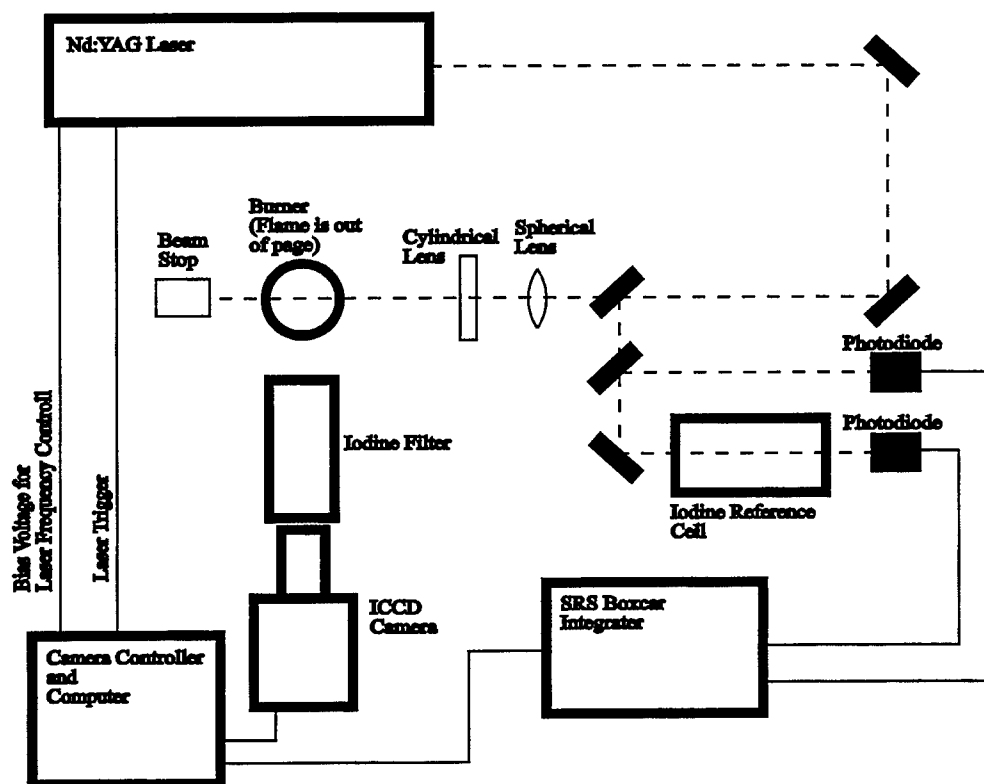 Nd:YAG Laser
Burner
(Flame is out
of page)
Beam
Stop
Cylindrical
Lens
Spherical
Lens
Photodiode
Photodiode
Iodine Filter
Iodine Reference
Cell
Bias Voltage for
Laser Frequency Controll
Laser Trigger
ICCD
Camera
SRS Boxcar
Integrater
Camera Controller
and
Computer